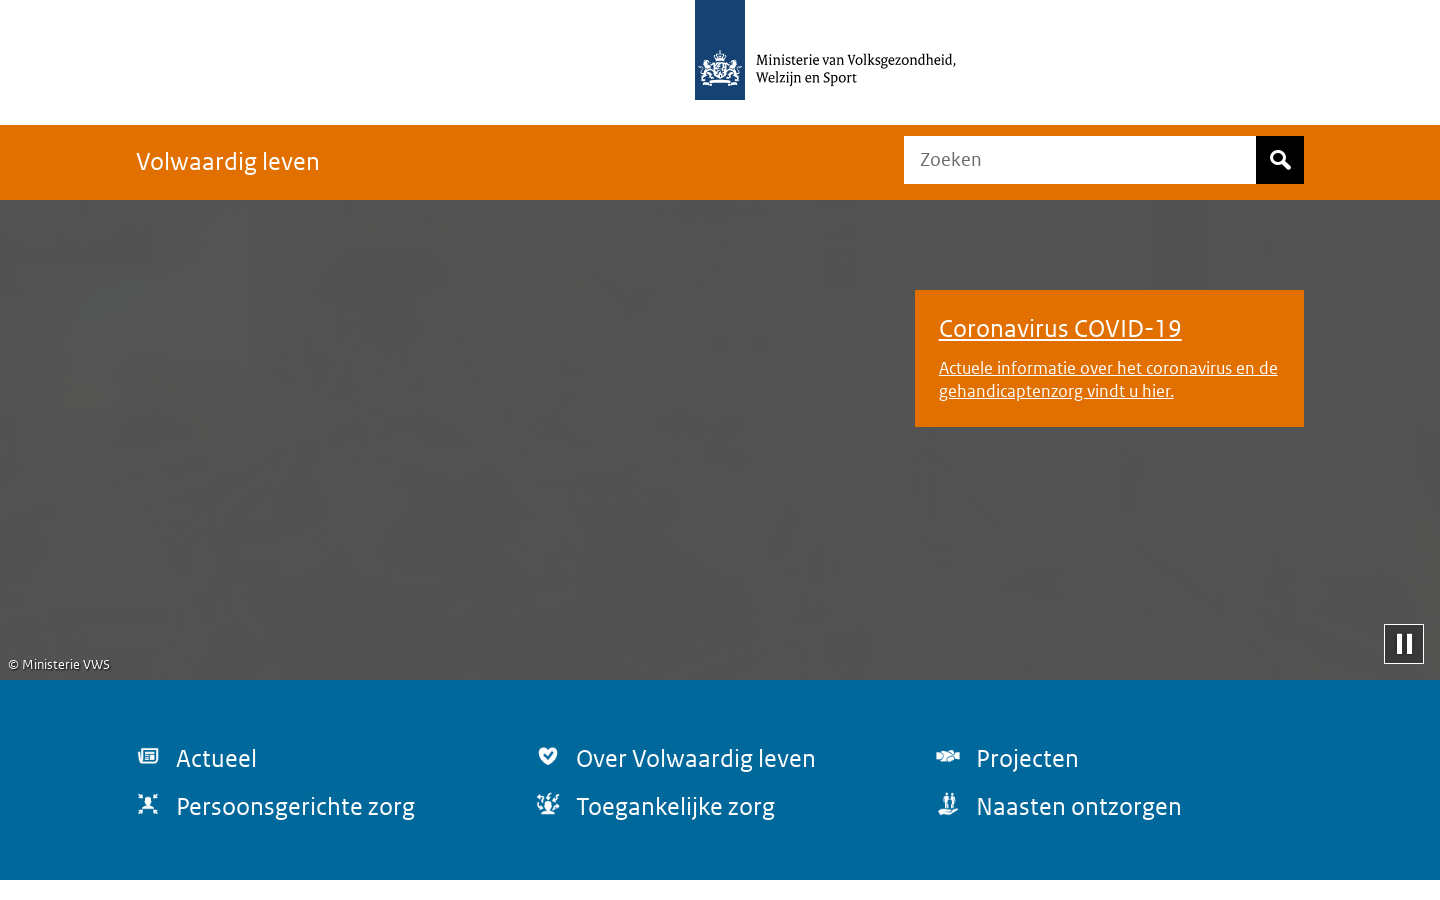 Ministerie van Volksgezondheid,
Welzijn en Sport
Volwaardig leven
Zoeken
Coronavirus COVID-19
Actuele informatie over het coronavirus en de
gehandicaptenzorg vindt u hier.
© Ministerie VWS
Actueel
Over Volwaardig leven
Projecten
Persoonsgerichte zorg
Toegankelijke zorg
Naasten ontzorgen